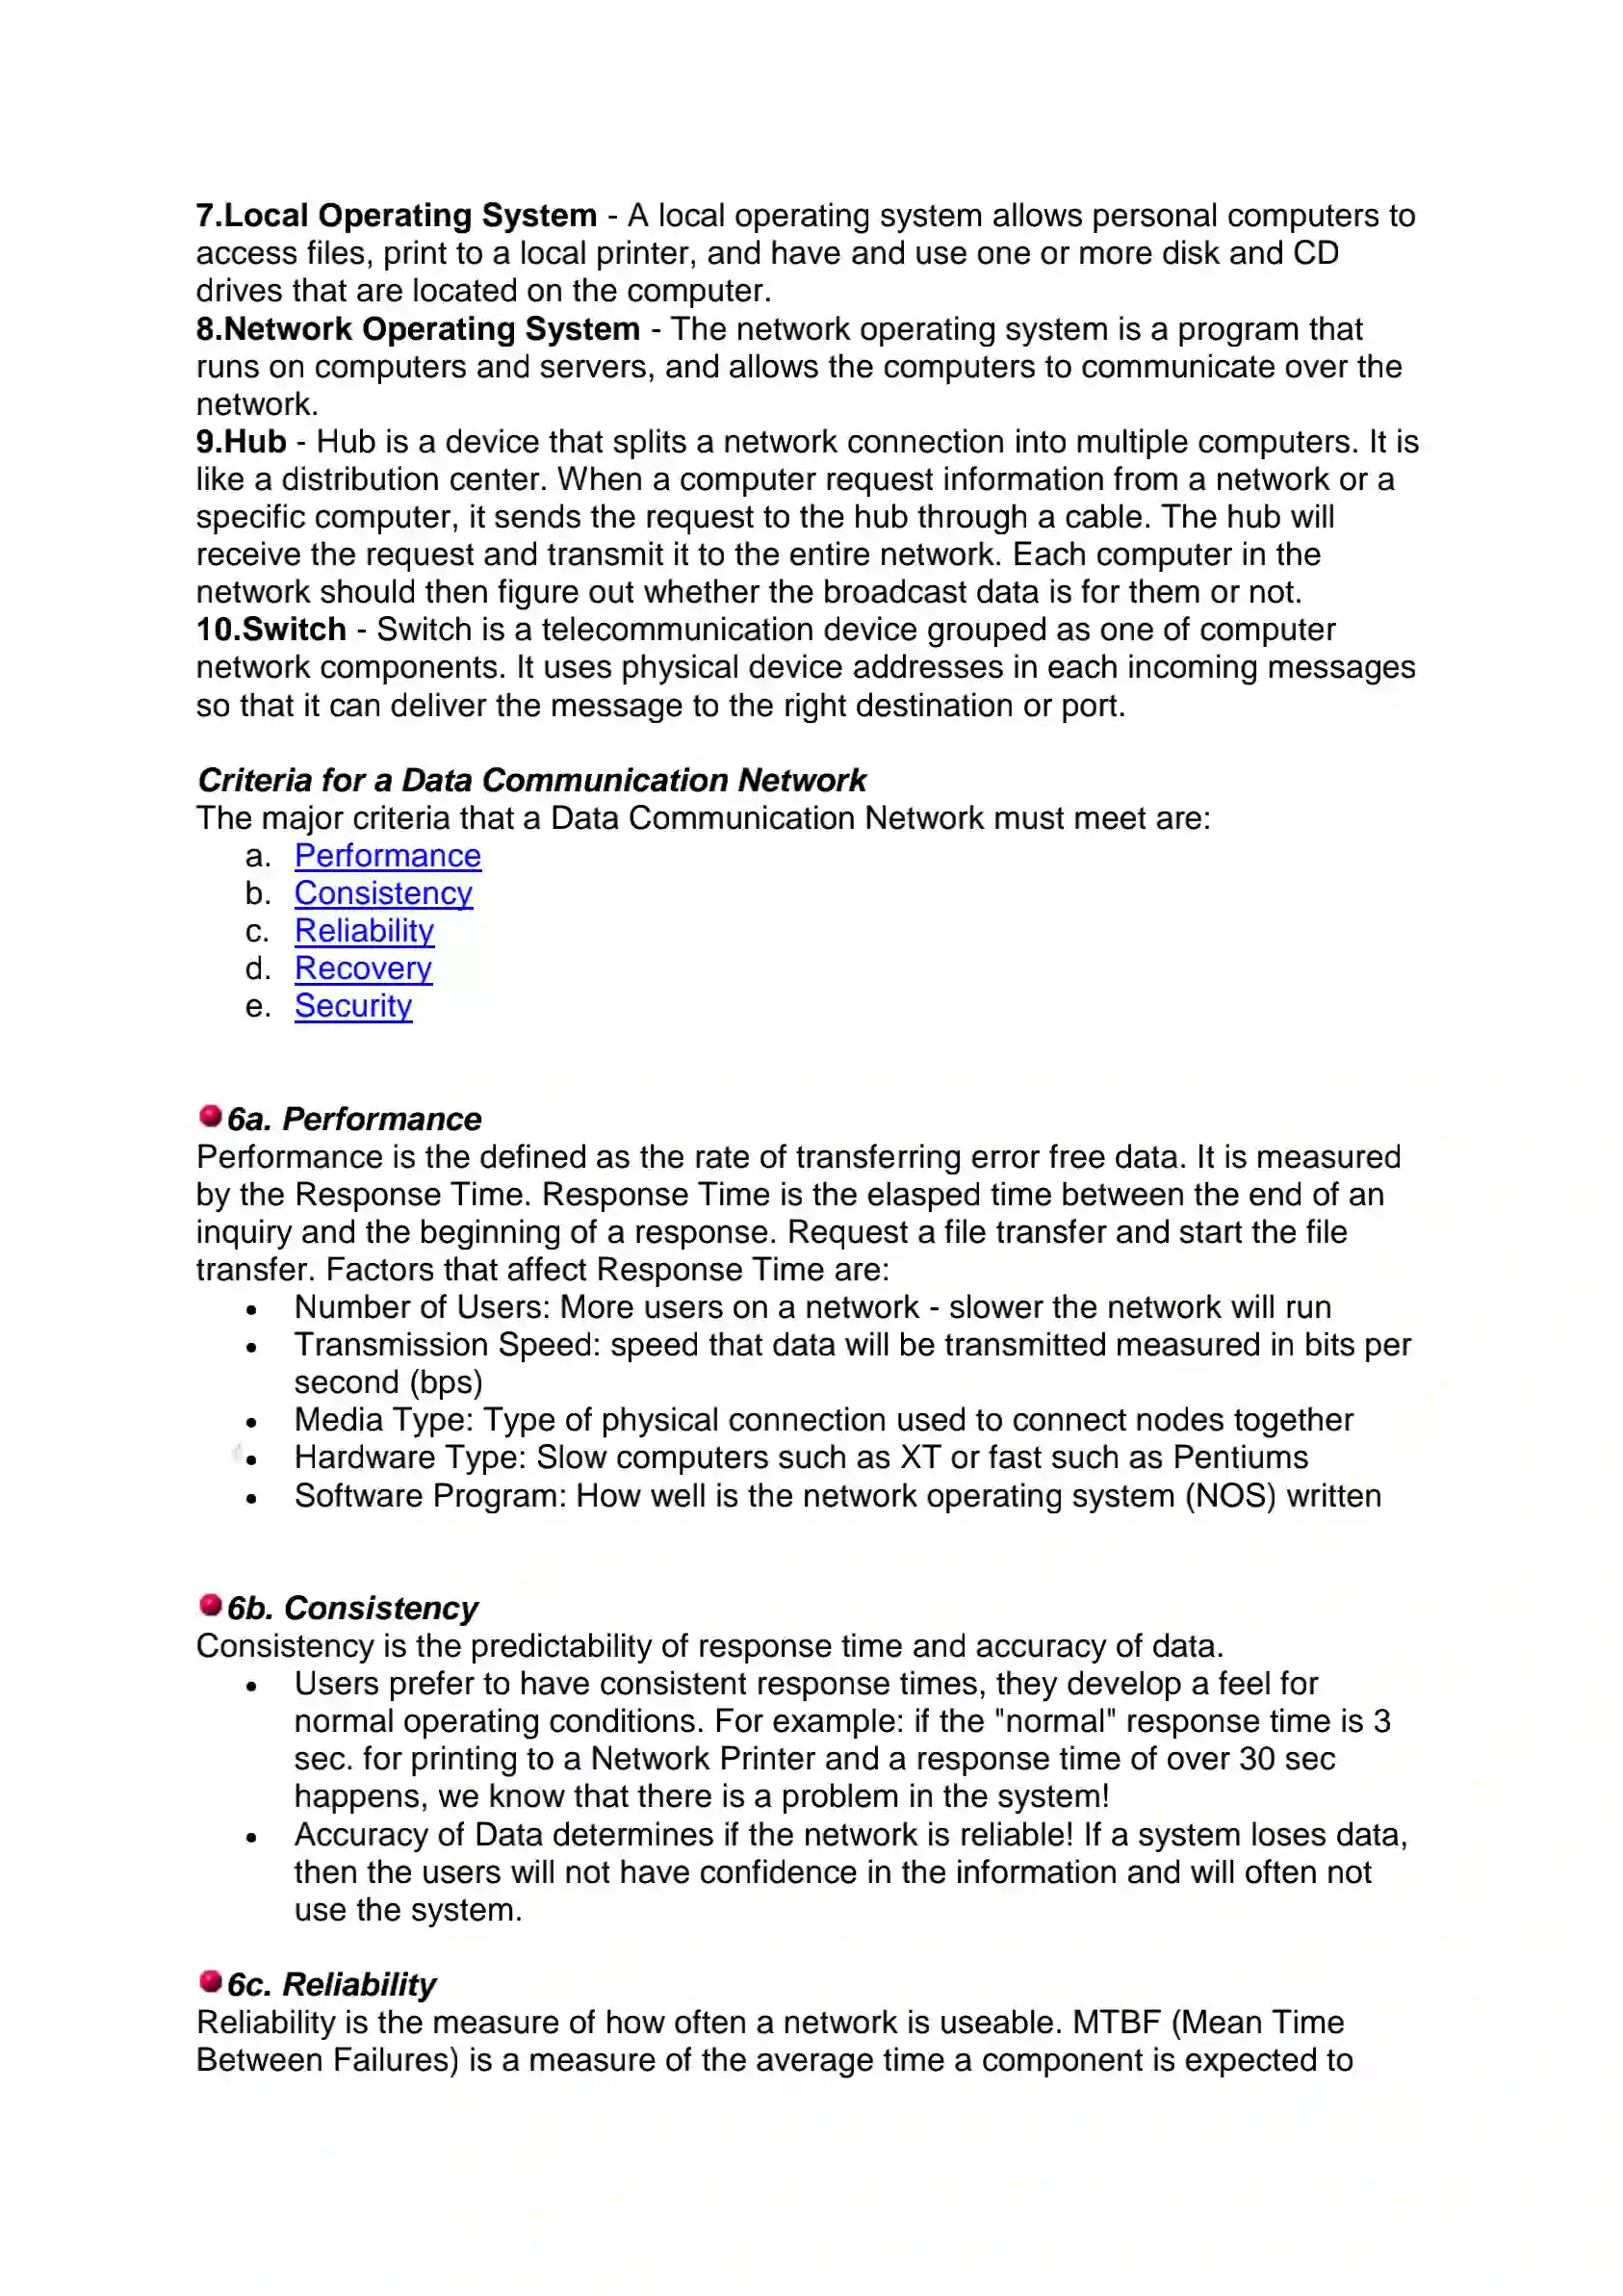 7.Local Operating System - A local operating system allows personal computers to
access files, print to a local printer, and have and use one or more disk and CD
drives that are located on the computer.
8.Network Operating System - The network operating system is a program that
runs on computers and servers, and allows the computers to communicate over the
network.
9.Hub - Hub is a device that splits a network connection into multiple computers. It is
like a distribution center. When a computer request information from a network or a
specific computer, it sends the request to the hub through a cable. The hub will
receive the request and transmit it to the entire network. Each computer in the
network should then figure out whether the broadcast data is for them or not.
10.Switch - Switch is a telecommunication device grouped as one of computer
network components. It uses physical device addresses in each incoming messages
so that it can deliver the message to the right destination or port.
Criteria for a Data Communication Network
The major criteria that a Data Communication Network must meet are:
a. Performance
b. Consistency
c. Reliability
d. Recovery
e. Security
6a. Performance
Performance is the defined as the rate of transferring error free data. It is measured
by the Response Time. Response Time is the elasped time between the end of an
inquiry and the beginning of a response. Request a file transfer and start the file
transfer. Factors that affect Response Time are:
• Number of Users: More users on a network - slower the network will run
• Transmission Speed: speed that data will be transmitted measured in bits per
second (bps)
• Media Type: Type of physical connection used to connect nodes together
• Hardware Type: Slow computers such as XT or fast such as Pentiums
• Software Program: How well is the network operating system (NOS) written
6b. Consistency
Consistency is the predictability of response time and accuracy of data.
• Users prefer to have consistent response times, they develop a feel for
normal operating conditions. For example: if the "normal" response time is 3
sec. for printing to a Network Printer and a response time of over 30 sec
happens, we know that there is a problem in the system!
• Accuracy of Data determines if the network is reliable! If a system loses data,
then the users will not have confidence in the information and will often not
use the system.
6c. Reliability
Reliability is the measure of how often a network is useable. MTBF (Mean Time
Between Failures) is a measure of the average time a component is expected to